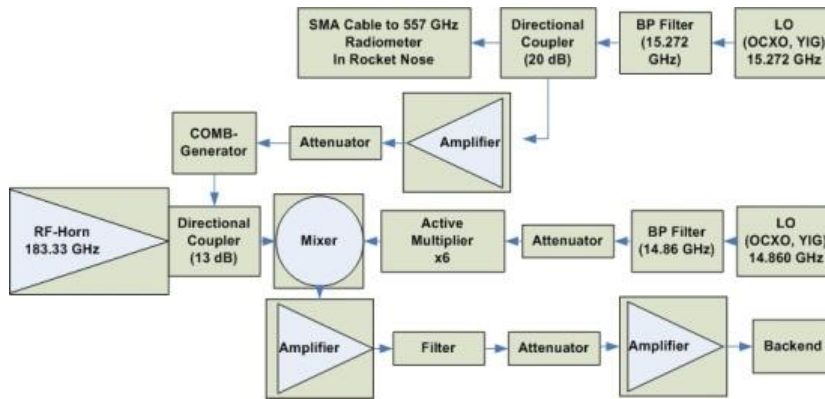 SMA Cable to 557 GHz
Radiometer
In Rocket Nose
Directional
Coupler
(20 dB)
BP Filter
(15.272
GHz)
LO
(OCXO, YIG)
15.272 GHz
COMB-
Generator
Attenuator
Amplifier
RF-Horn
183.33 GHz
Directional
Coupler
(13 dB)
Mixer
Active
Multiplier
x6
Attenuator
BP Filter
(14.86 GHz)
LO
(OCXO, YIG)
14.860 GHz
Amplifier
Filter
Attenuator
Amplifier
Backend